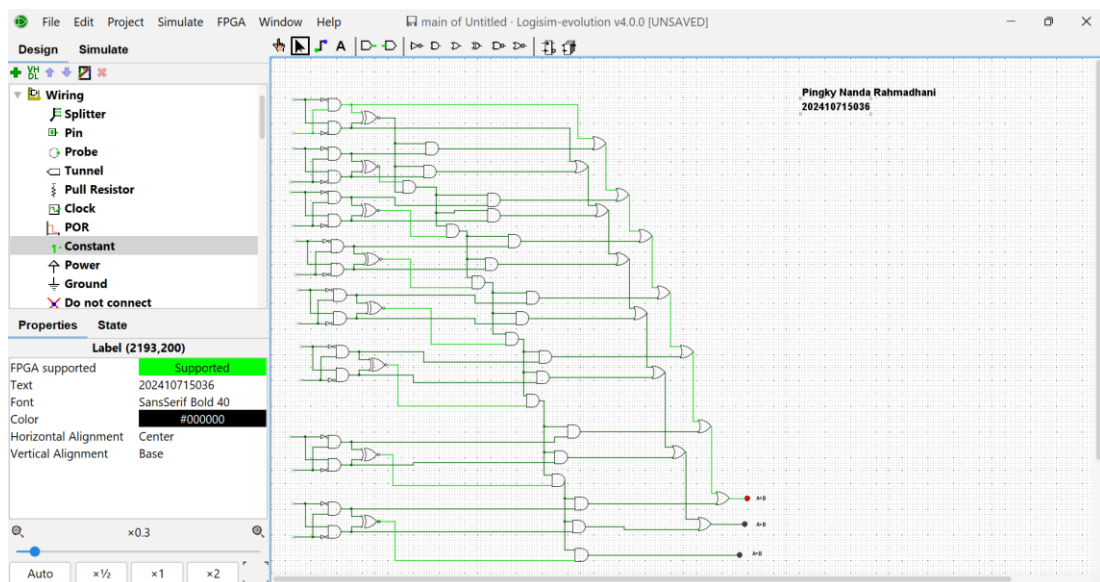 File Edit Project Simulate FPGA Window Help
main of Untitled · Logisim-evolution v4.0.0 [UNSAVED]
Design Simulate
A
VH
DL
Wiring
Splitter
Pin
Probe
Tunnel
Pull Resistor
Clock
POR
1 Constant
Power
Ground
Do not connect
Properties State
Label (2193,200)
FPGA supported Supported
Text 202410715036
Font SansSerif Bold 40
Color #000000
Horizontal Alignment Center
Vertical Alignment Base
×0.3
Auto ×½ ×1 ×2
Pingky Nanda Rahmadhani
202410715036